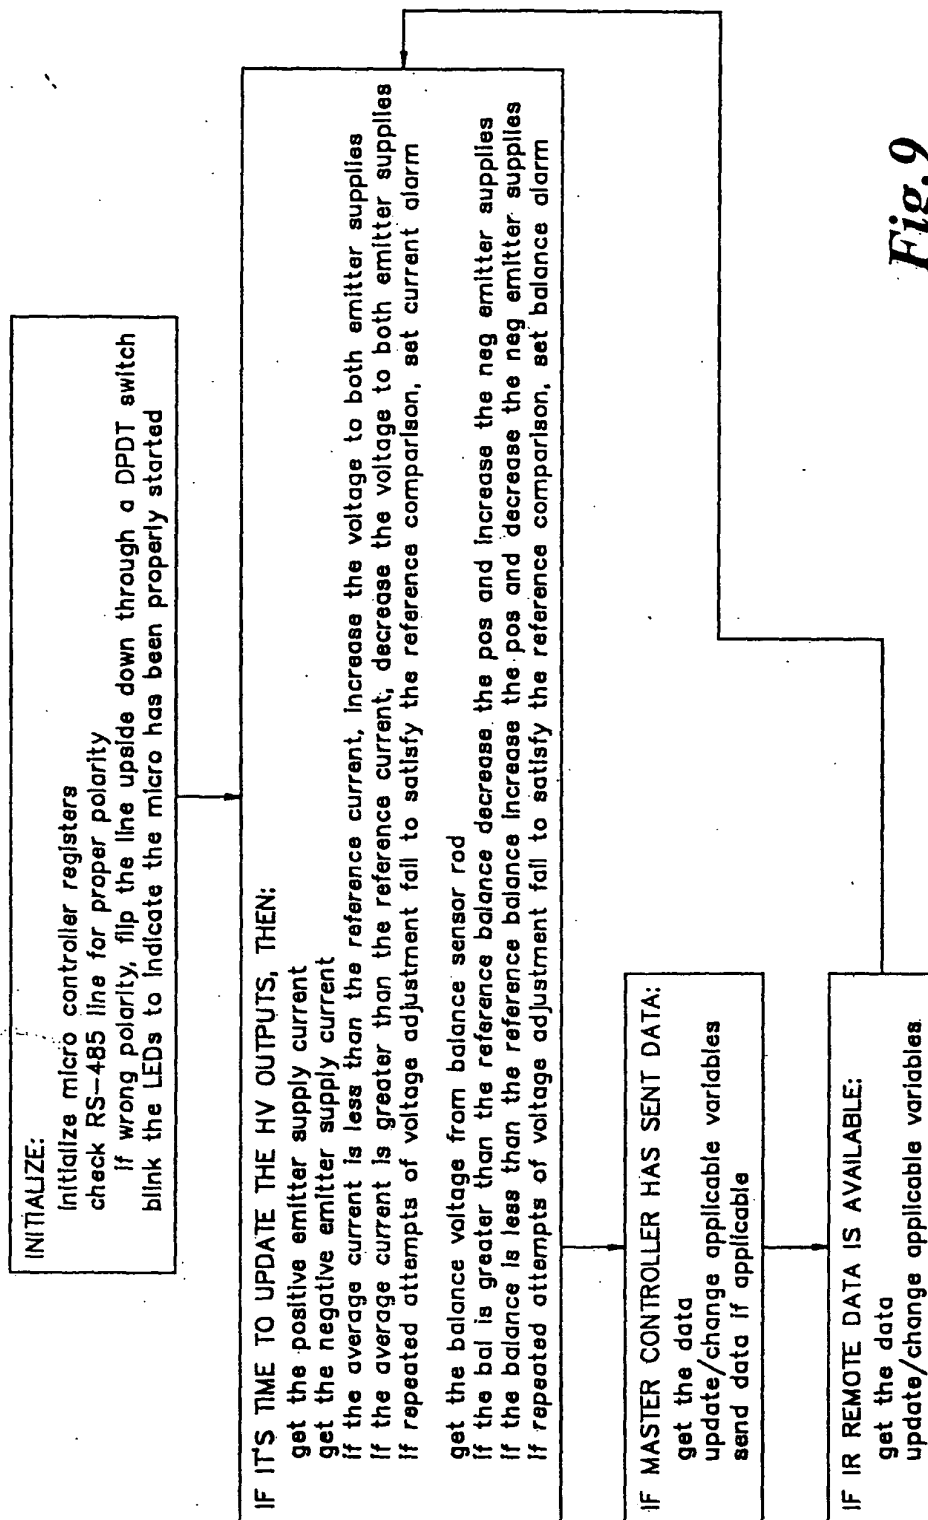 INITIALIZE:
initialize micro controller registers
check RS-485 line for proper polarity
if wrong polarity, flip the line upside down through a DPDT switch
blink the LEDs to indicate the micro has been properly started
IF IT'S TIME TO UPDATE THE HV OUTPUTS, THEN:
get the positive emitter supply current
get the negative emitter supply current
if the average current is less than the reference current, increase the voltage to both emitter supplies
if the average current is greater than the reference current, decrease the voltage to both emitter supplies
if repeated attempts of voltage adjustment fail to satisfy the reference comparison, set current alarm
get the balance voltage from balance sensor rod
if the bal is greater than the reference balance decrease the pos and increase the neg emitter supplies
if the balance is less than the reference balance increase the pos and decrease the neg emitter supplies
if repeated attempts of voltage adjustment fail to satisfy the reference comparison, set balance alarm
IF MASTER CONTROLLER HAS SENT DATA:
get the data
update/change applicable variables
send data if applicable
IF IR REMOTE DATA IS AVAILABLE:
get the data
update/change applicable variables
Fig. 9